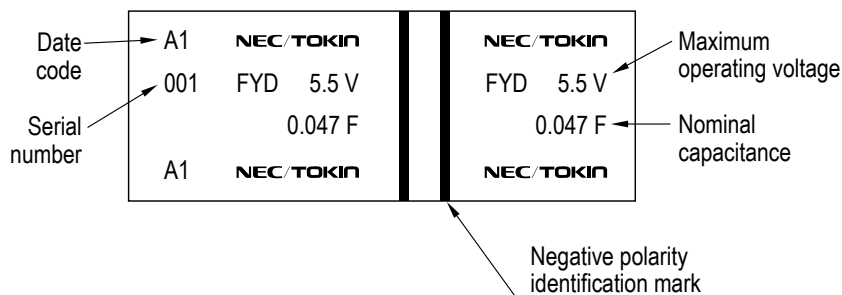 Date
code
A1 NEC/TOKIN NEC/TOKIN
Maximum
operating voltage
001 FYD 5.5 V FYD 5.5 V
Serial
number
0.047 F 0.047 F
Nominal
capacitance
A1 NEC/TOKIN NEC/TOKIN
Negative polarity
identification mark